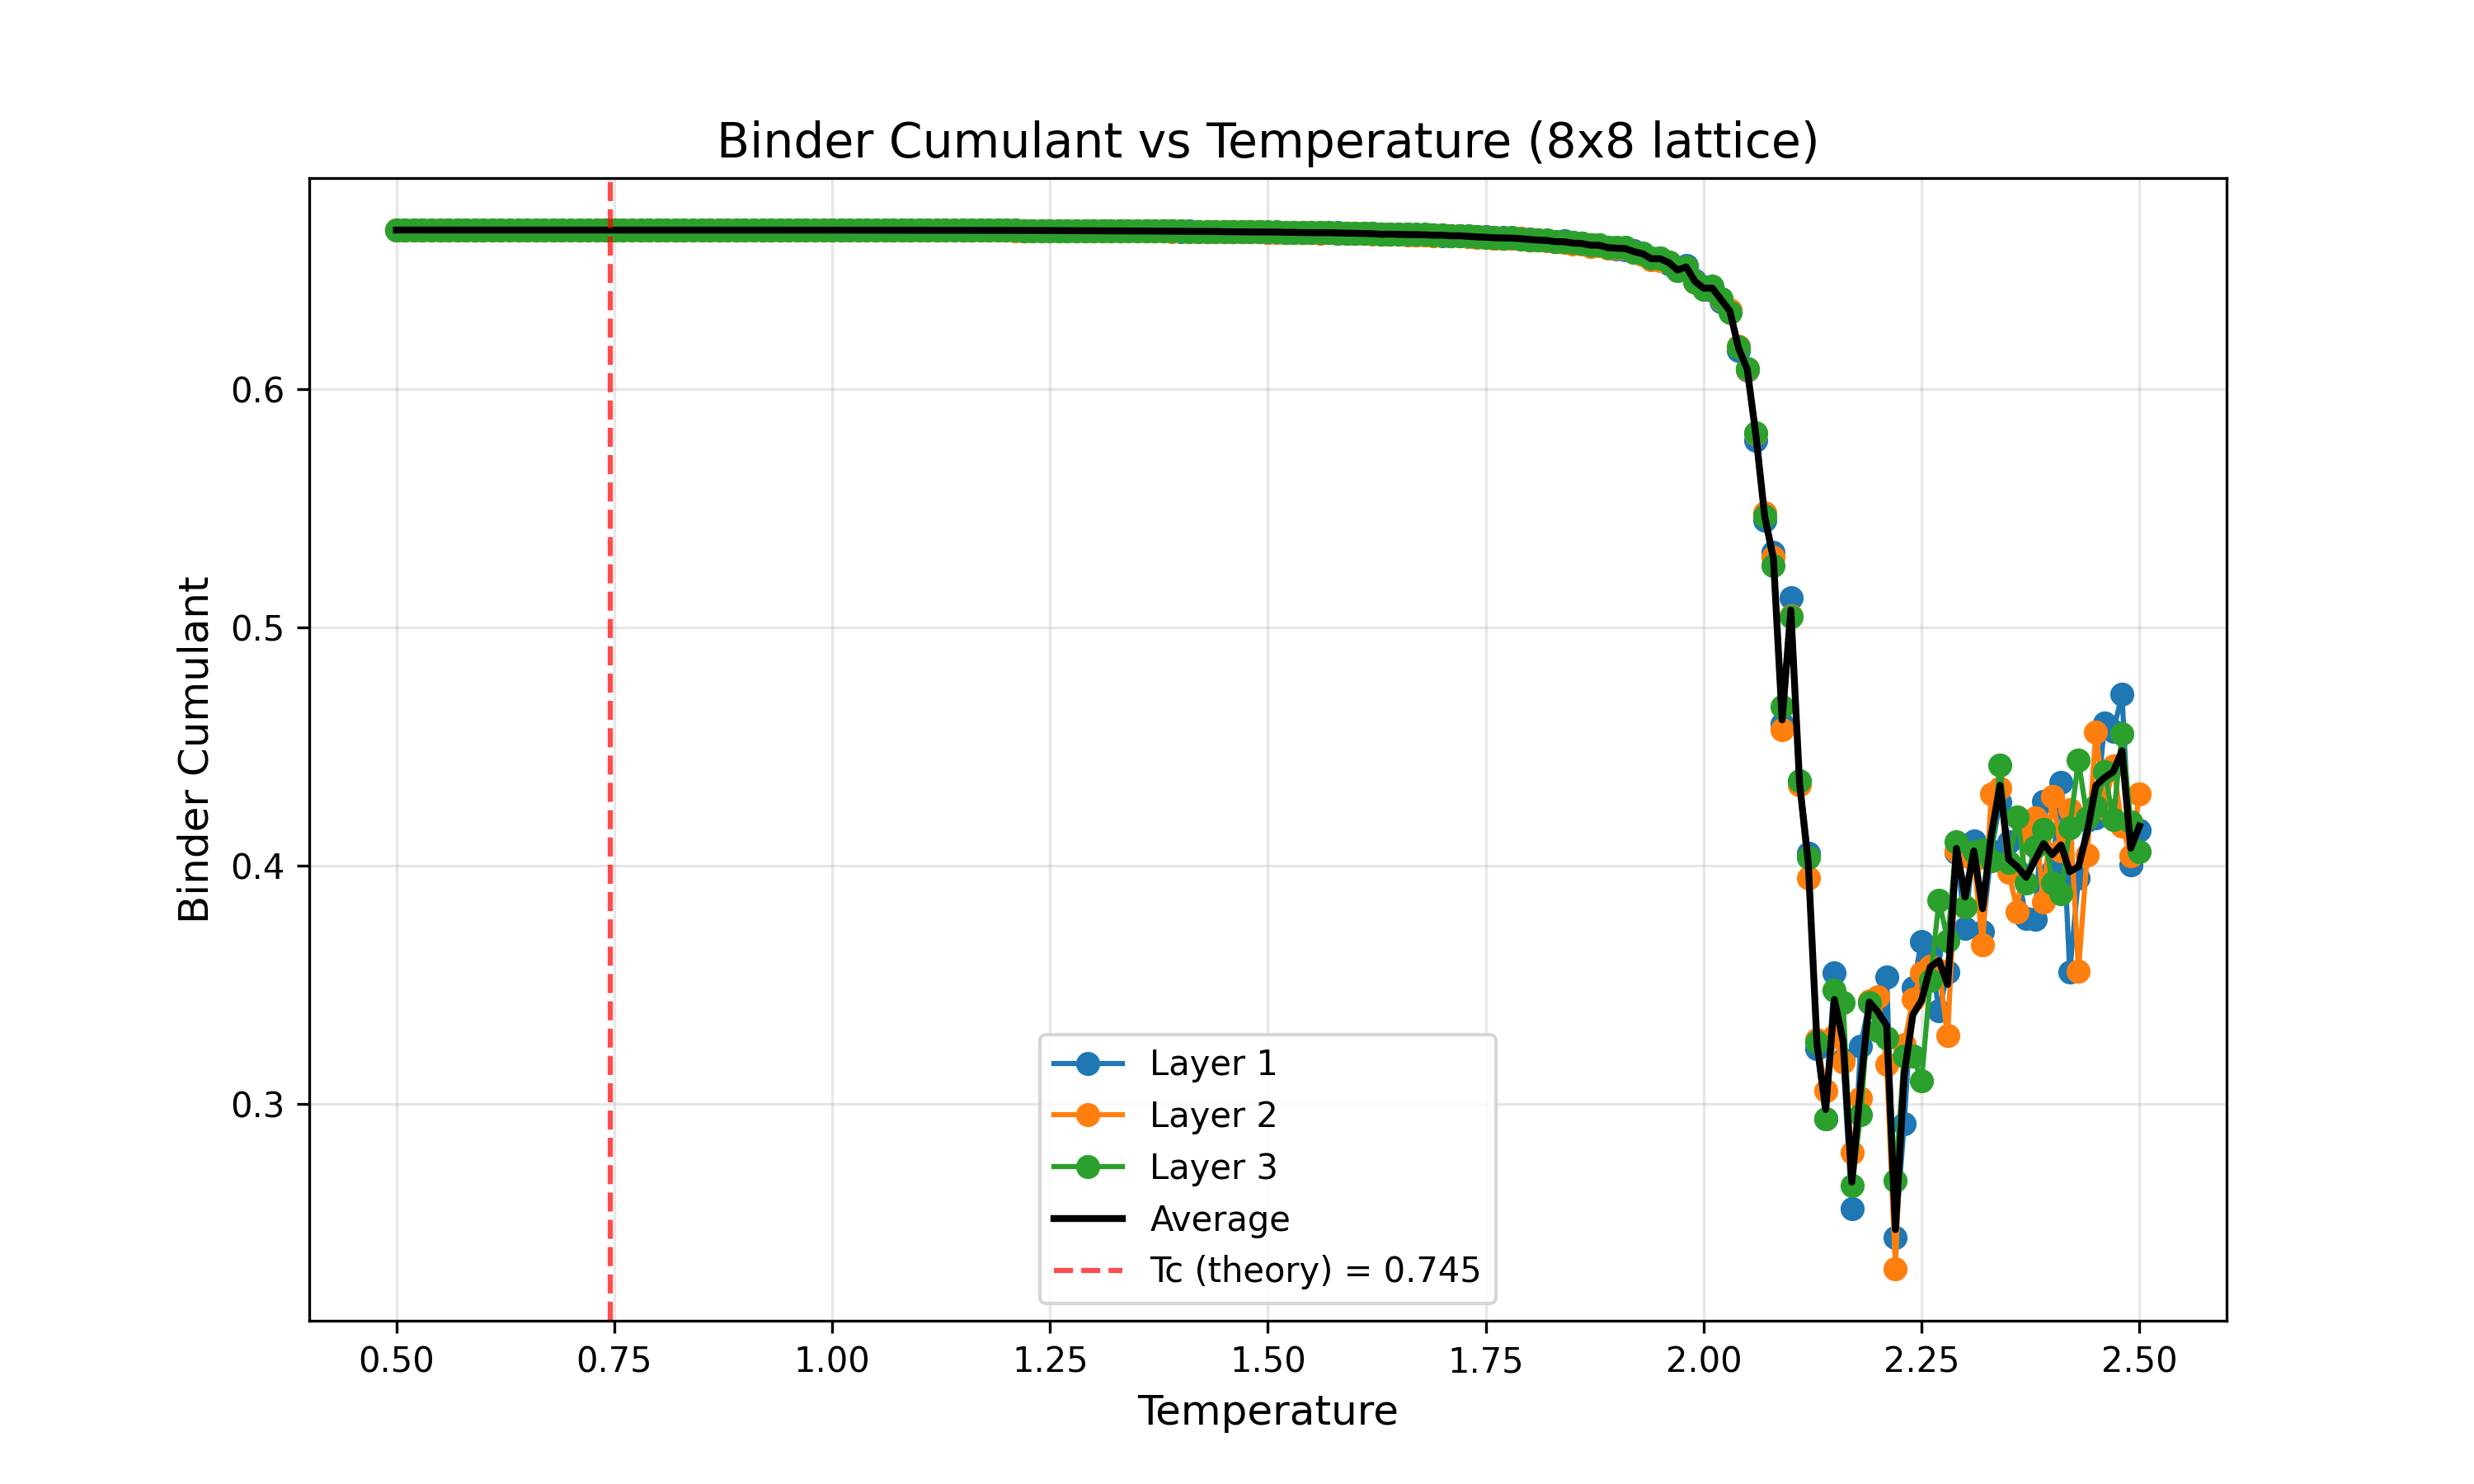 Binder Cumulant vs Temperature (8x8 lattice)
Binder Cumulant
0.6
0.5
0.4
0.3
Layer 1
Layer 2
Layer 3
Average
Tc (theory) = 0.745
0.50 0.75 1.00 1.25 1.50 1.75 2.00 2.25 2.50
Temperature